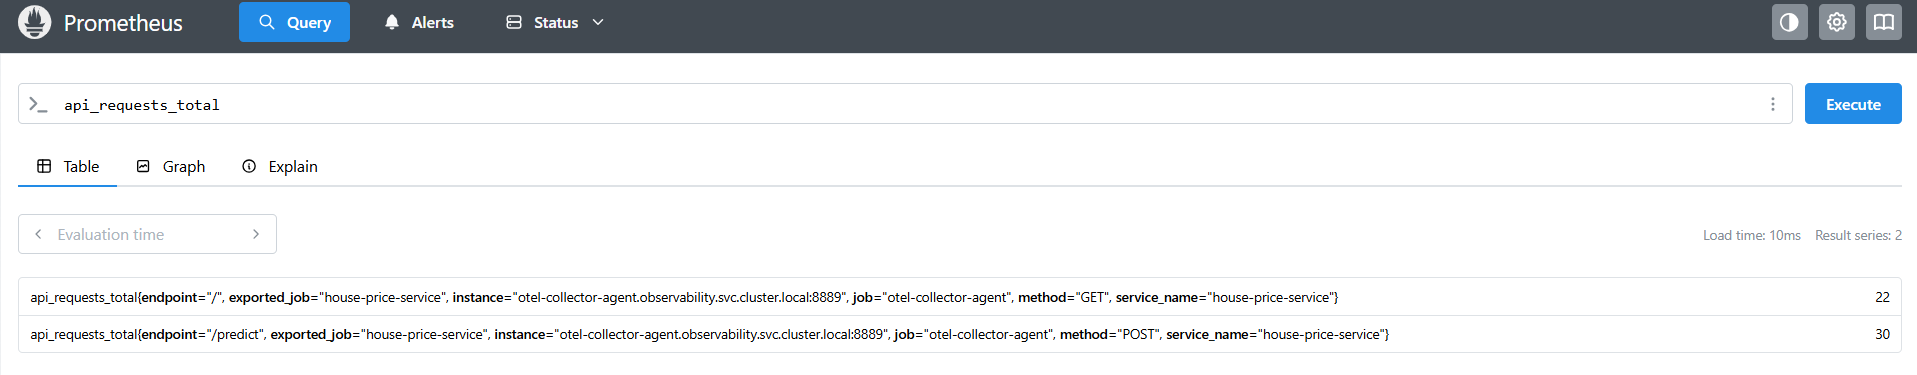 Prometheus Query Alerts Status
api_requests_total Execute
Table Graph Explain
Evaluation time Load time: 10ms Result series: 2
api_requests_total{endpoint="/", exported_job="house-price-service", instance="otel-collector-agent.observability.svc.cluster.local:8889", job="otel-collector-agent", method="GET", service_name="house-price-service"} 22
api_requests_total{endpoint="/predict", exported_job="house-price-service", instance="otel-collector-agent.observability.svc.cluster.local:8889", job="otel-collector-agent", method="POST", service_name="house-price-service"} 30